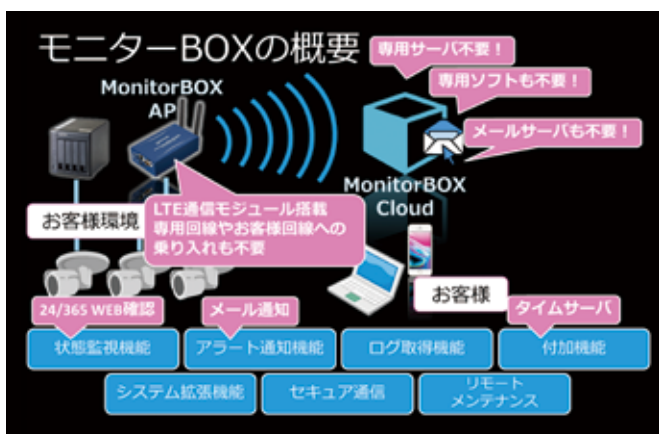 モニターBOXの概要
専用サーバ不要！
専用ソフトも不要！
メールサーバも不要！
MonitorBOX
AP
MonitorBOX
Cloud
LTE通信モジュール搭載
専用回線やお客様回線への
乗り入れも不要
お客様環境
お客様
24/365 WEB確認
メール通知
タイムサーバ
状態監視機能
アラート通知機能
ログ取得機能
付加機能
システム拡張機能
セキュア通信
リモート
メンテナンス